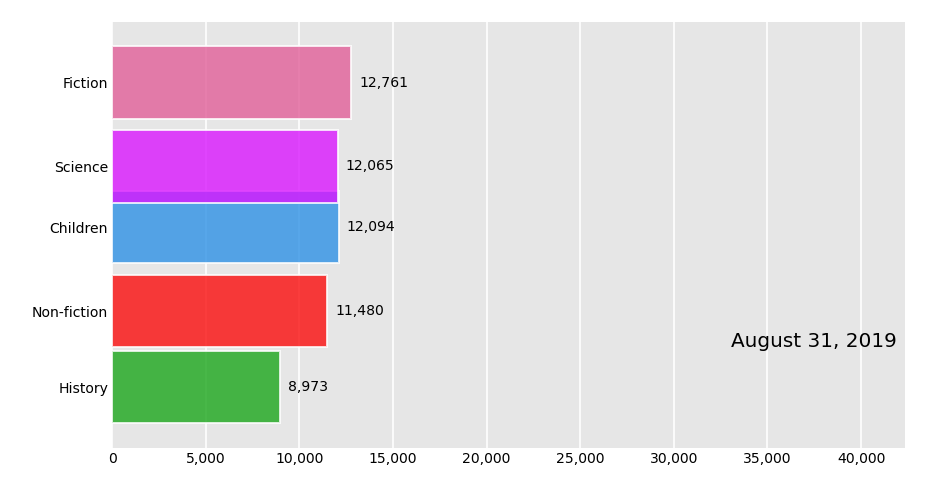 Fiction 12,761
Science 12,065
Children 12,094
Non-fiction 11,480
August 31, 2019
History 8,973
0 5,000 10,000 15,000 20,000 25,000 30,000 35,000 40,000